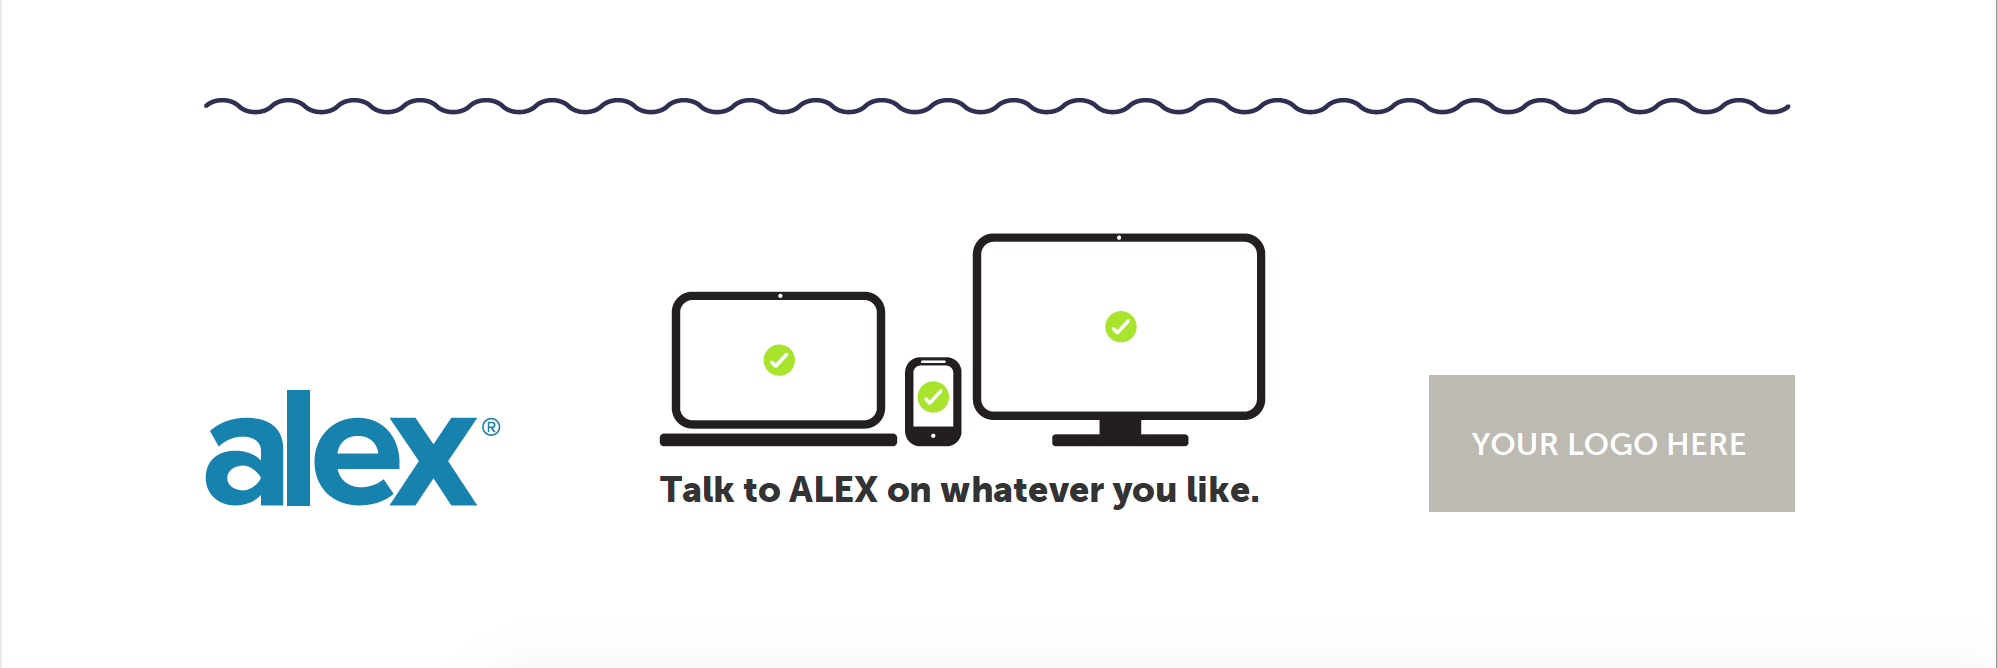 alex®
Talk to ALEX on whatever you like.
YOUR LOGO HERE